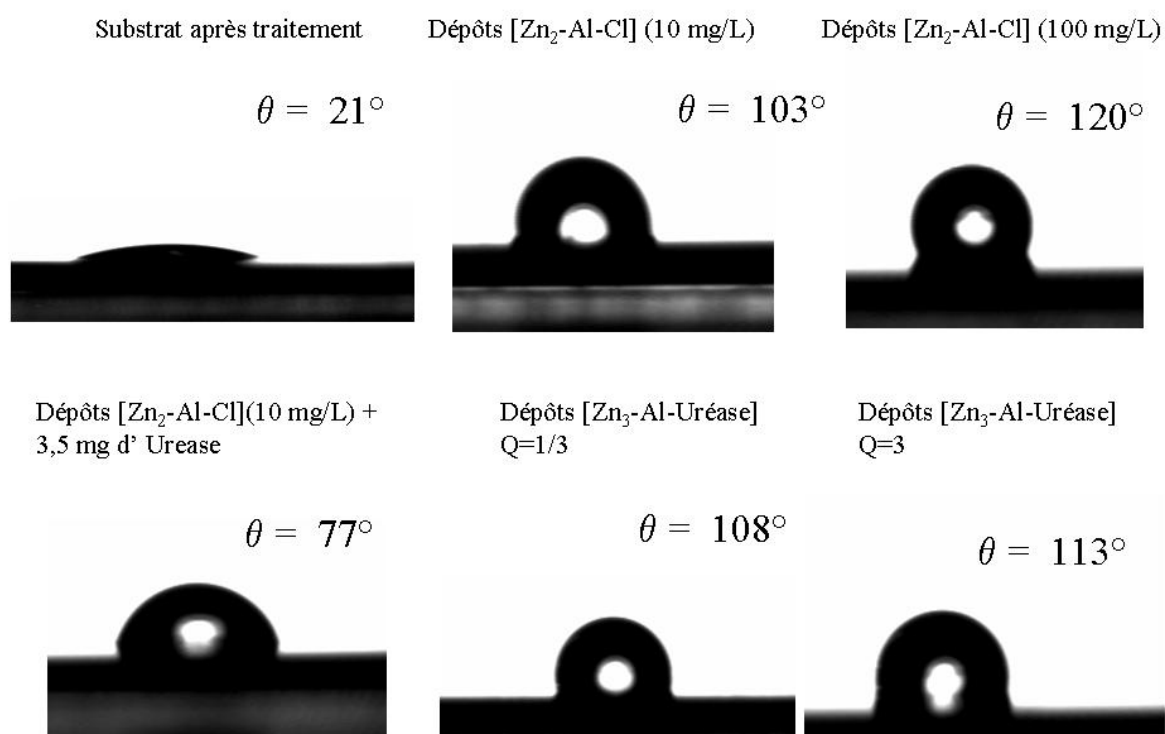 Substrat après traitement
Dépôts [Zn₂-Al-Cl] (10 mg/L)
Dépôts [Zn₂-Al-Cl] (100 mg/L)
θ = 21°
θ = 103°
θ = 120°
Dépôts [Zn₂-Al-Cl](10 mg/L) +
3,5 mg d’ Urease
Dépôts [Zn₃-Al-Uréase]
Q=1/3
Dépôts [Zn₃-Al-Uréase]
Q=3
θ = 77°
θ = 108°
θ = 113°